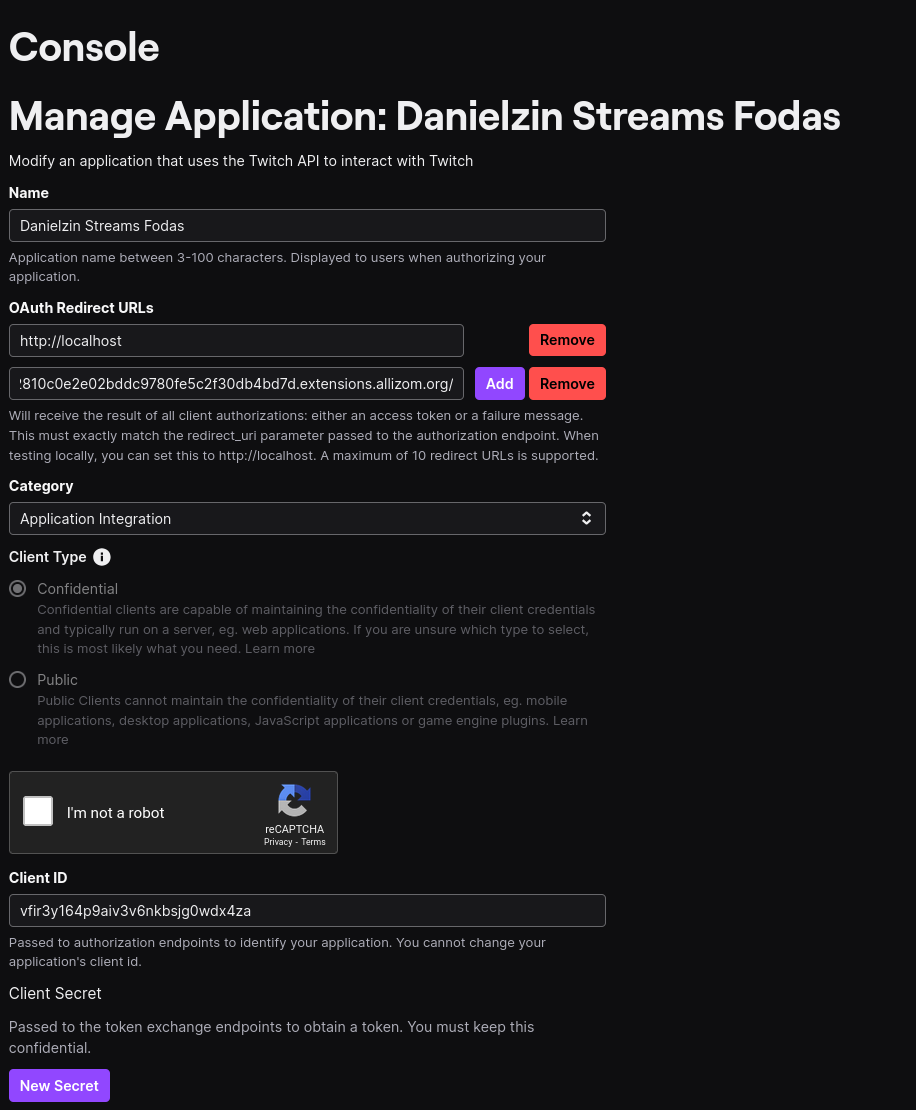 Console
Manage Application: Danielzin Streams Fodas
Modify an application that uses the Twitch API to interact with Twitch
Name
Danielzin Streams Fodas
Application name between 3-100 characters. Displayed to users when authorizing your
application.
OAuth Redirect URLs
http://localhost
Remove
:810c0e2e02bddc9780fe5c2f30db4bd7d.extensions.allizom.org/
Add
Remove
Will receive the result of all client authorizations: either an access token or a failure message.
This must exactly match the redirect_uri parameter passed to the authorization endpoint. When
testing locally, you can set this to http://localhost. A maximum of 10 redirect URLs is supported.
Category
Application Integration
Client Type
Confidential
Confidential clients are capable of maintaining the confidentiality of their client credentials
and typically run on a server, eg. web applications. If you are unsure which type to select,
this is most likely what you need. Learn more
Public
Public Clients cannot maintain the confidentiality of their client credentials, eg. mobile
applications, desktop applications, JavaScript applications or game engine plugins. Learn
more
I'm not a robot
reCAPTCHA
Privacy - Terms
Client ID
vfir3y164p9aiv3v6nkbsjg0wdx4za
Passed to authorization endpoints to identify your application. You cannot change your
application's client id.
Client Secret
Passed to the token exchange endpoints to obtain a token. You must keep this
confidential.
New Secret